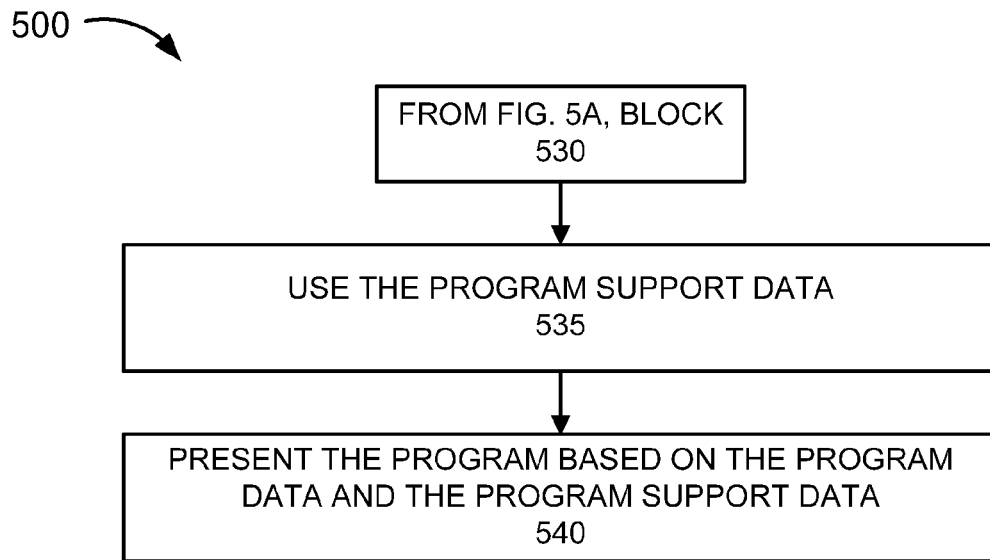 500
FROM FIG. 5A, BLOCK
530
USE THE PROGRAM SUPPORT DATA
535
PRESENT THE PROGRAM BASED ON THE PROGRAM
DATA AND THE PROGRAM SUPPORT DATA
540